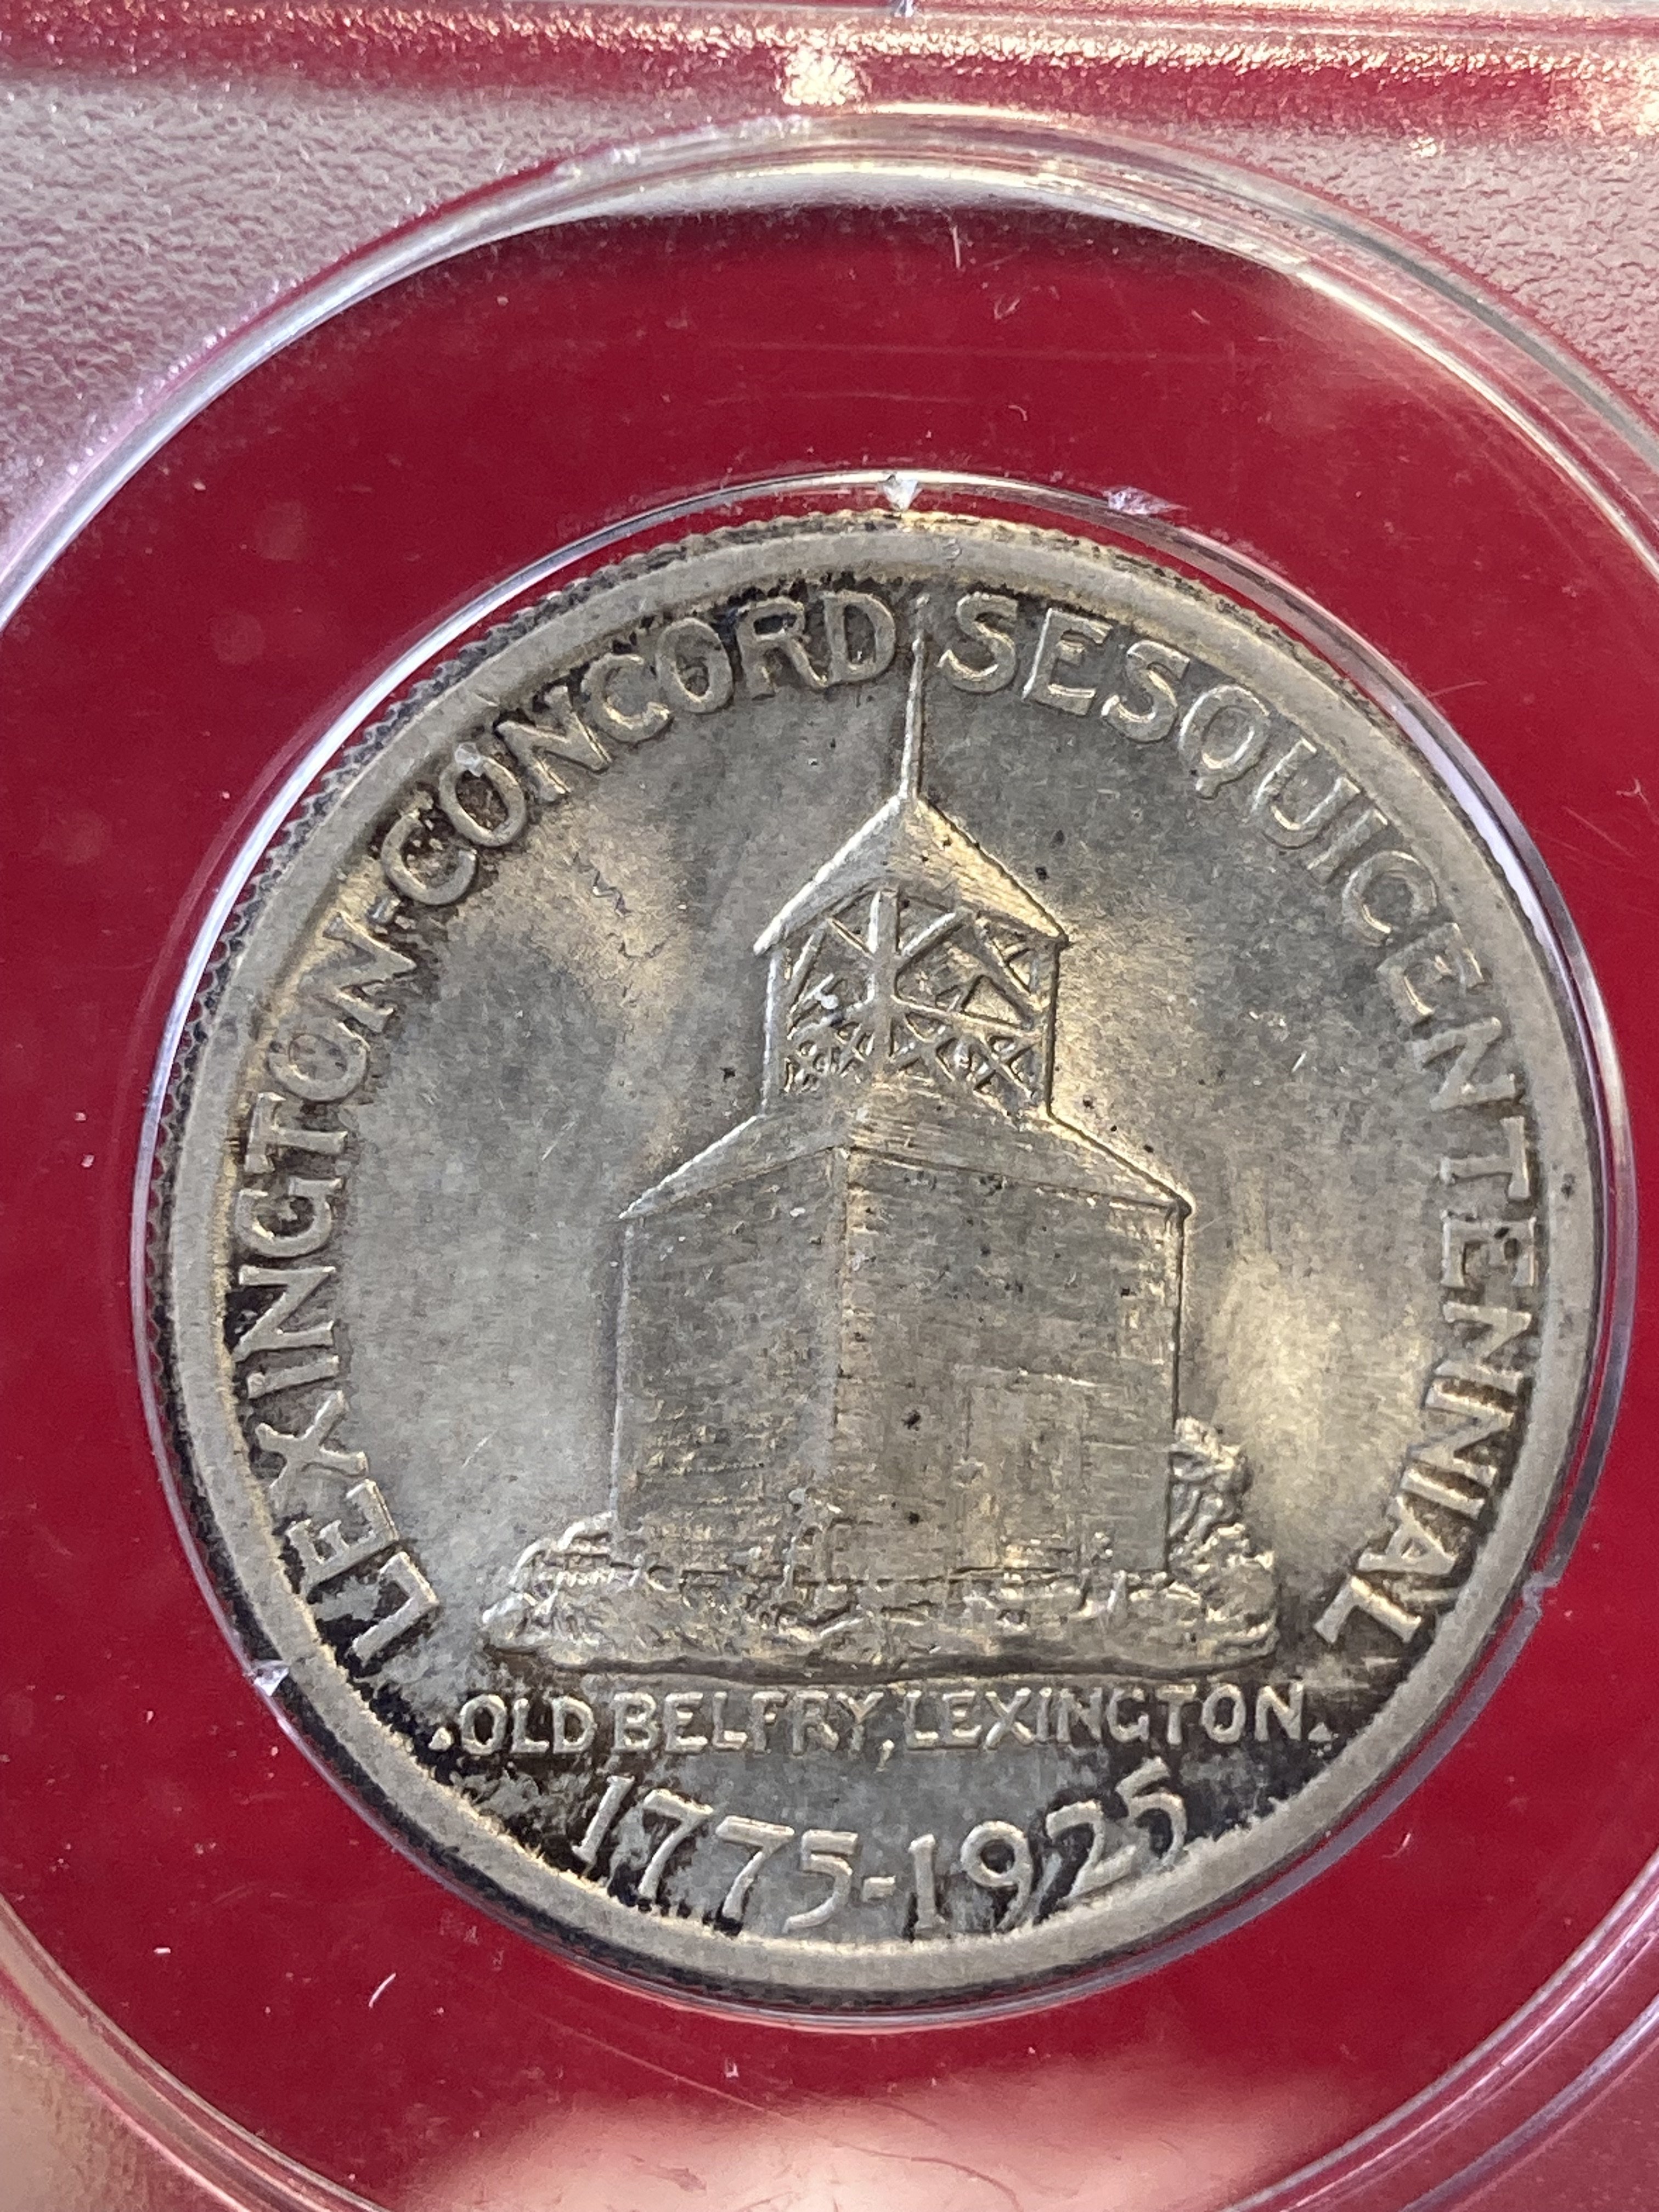 LEXINGTON-CONCORD SESQUICENTENNIAL
.OLD BELFRY, LEXINGTON.
1775-1925